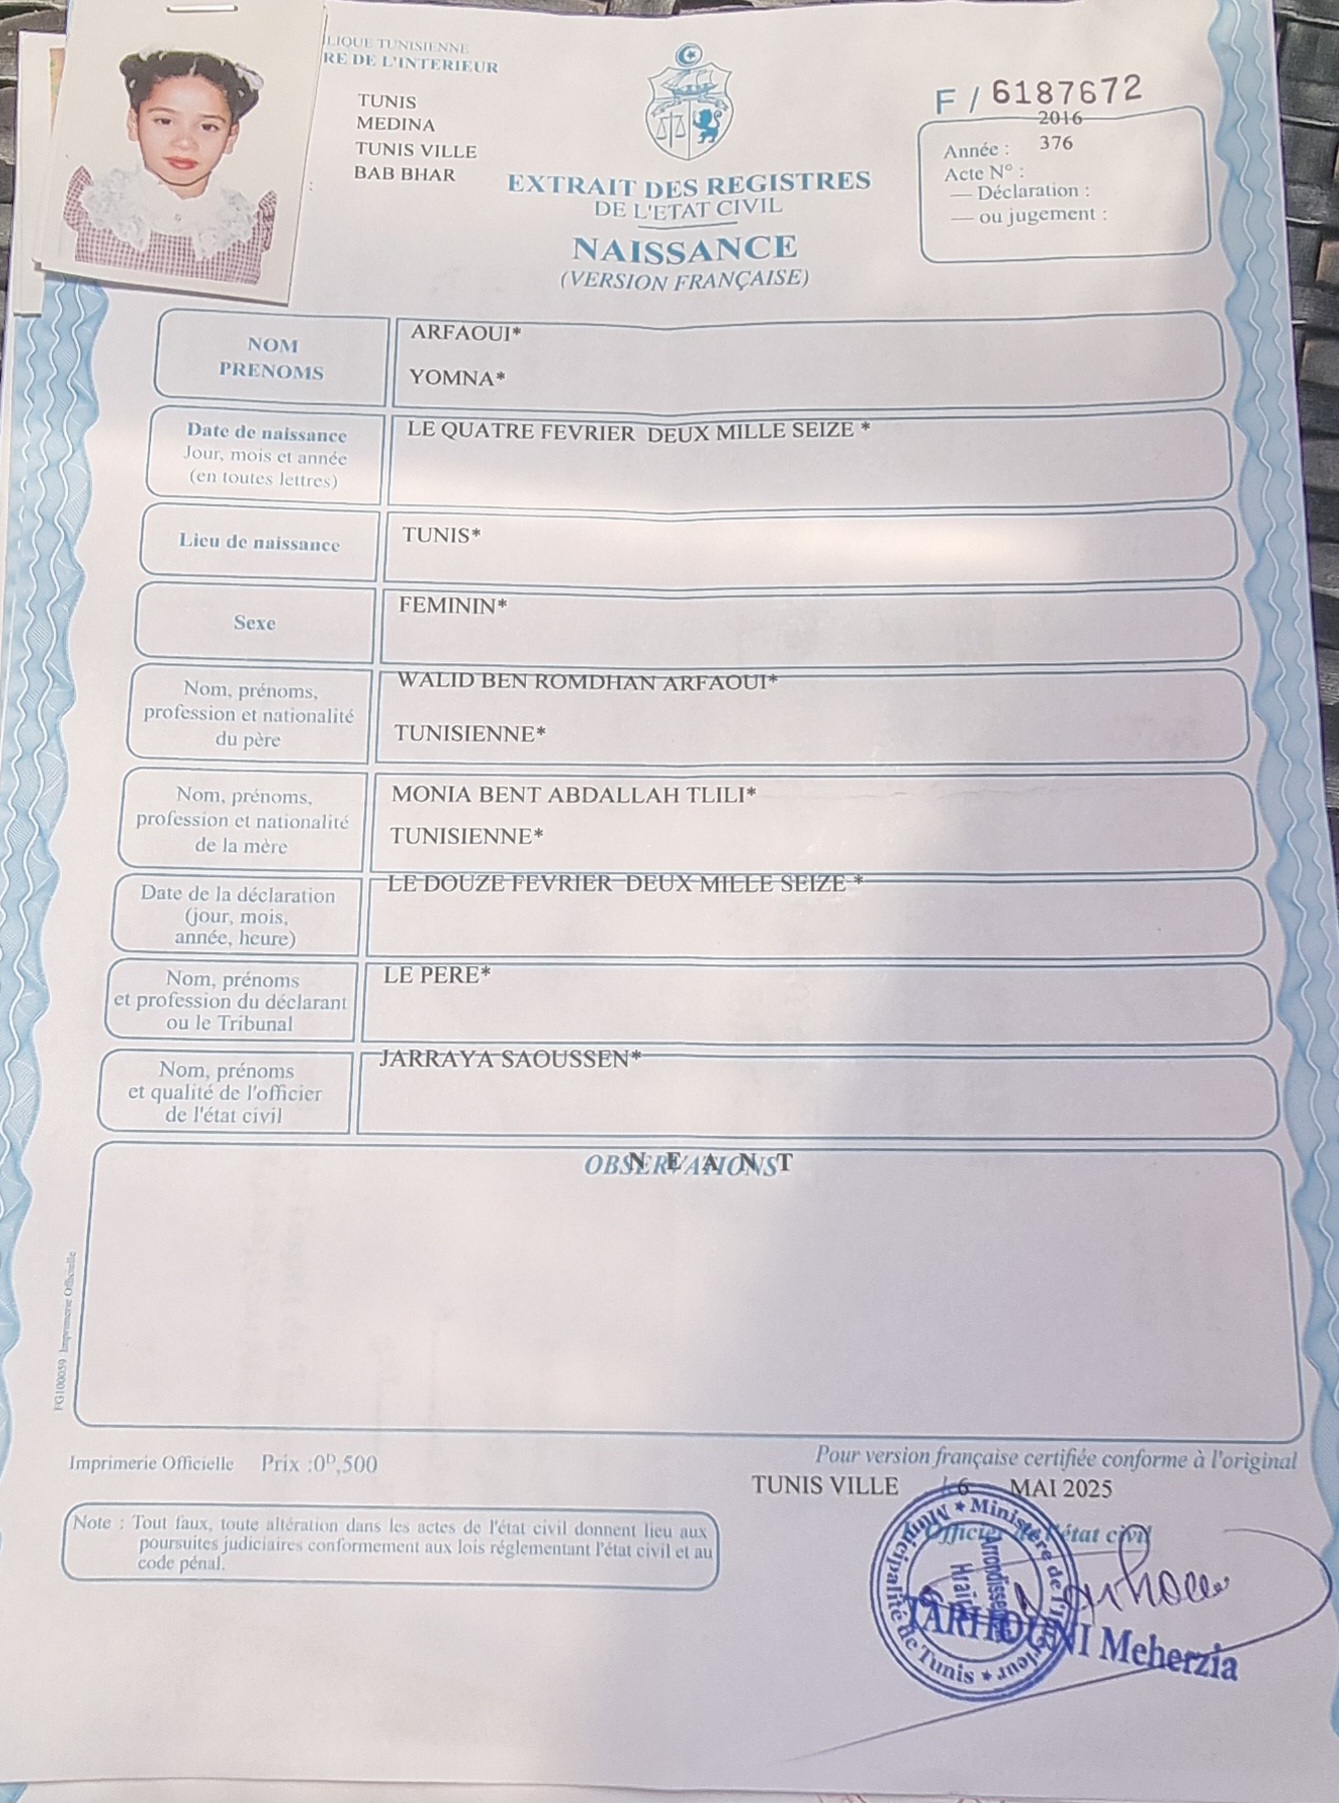 LIQUE TUNISIENNE
RE DE L'INTERIEUR
TUNIS
MEDINA
TUNIS VILLE
BAB BHAR
:
F / 6187672
2016
Année : 376
Acte N° :
— Déclaration :
— ou jugement :
EXTRAIT DES REGISTRES
DE L'ETAT CIVIL
NAISSANCE
(VERSION FRANÇAISE)
NOM
PRENOMS
ARFAOUI*
YOMNA*
Date de naissance
Jour, mois et année
(en toutes lettres)
LE QUATRE FEVRIER DEUX MILLE SEIZE *
Lieu de naissance
TUNIS*
Sexe
FEMININ*
Nom, prénoms,
profession et nationalité
du père
WALID BEN ROMDHAN ARFAOUI*
TUNISIENNE*
Nom, prénoms,
profession et nationalité
de la mère
MONIA BENT ABDALLAH TLILI*
TUNISIENNE*
Date de la déclaration
(jour, mois,
année, heure)
LE DOUZE FEVRIER DEUX MILLE SEIZE *
Nom, prénoms
et profession du déclarant
ou le Tribunal
LE PERE*
Nom, prénoms
et qualité de l'officier
de l'état civil
JARRAYA SAOUSSEN*
OBSERVATIONS
N E A N T
FG100059 Imprimerie Officielle
Imprimerie Officielle Prix :0ᴰ,500
Pour version française certifiée conforme à l'original
TUNIS VILLE 6 MAI 2025
L'Officier de l'état civil
Note : Tout faux, toute altération dans les actes de l'état civil donnent lieu aux
poursuites judiciaires conformement aux lois réglementant l'état civil et au
code pénal.
★ Ministère de l'Intérieur ★ Municipalité de Tunis
TARHOUNI Meherzia